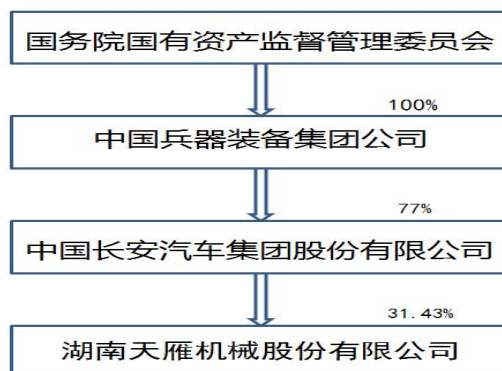 国务院国有资产监督管理委员会
100%
中国兵器装备集团公司
77%
中国长安汽车集团股份有限公司
31.43%
湖南天雁机械股份有限公司